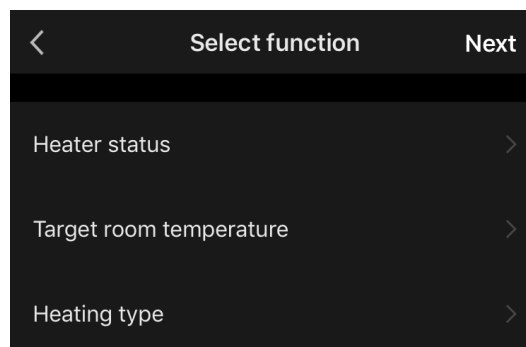 Select function
Next
Heater status
Target room temperature
Heating type